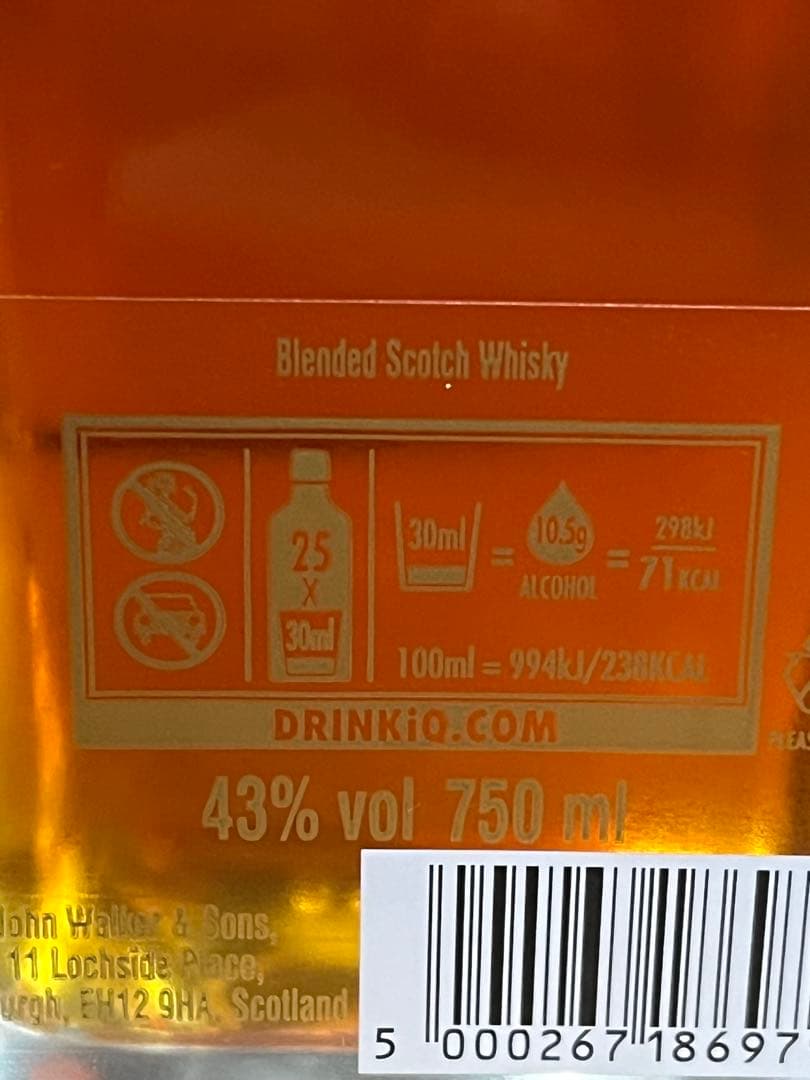 Blended Scotch Whisky
25
X
30ml
30ml = 10.5g = 298kJ
ALCOHOL 71KCAL
100ml = 994kJ/238KCAL
DRINKiQ.COM
43% vol 750 ml
John Walker & Sons,
11 Lochside Place,
EH12 9HA, Scotland
5 000267 18697